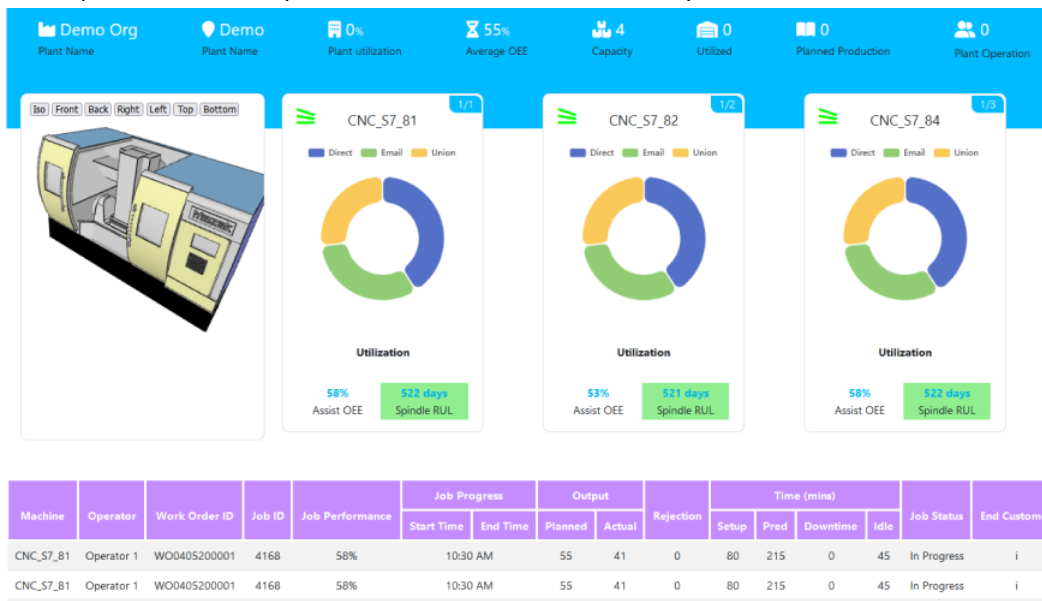 Demo Org
Plant Name
Demo
Plant Name
0%
Plant utilization
55%
Average OEE
4
Capacity
0
Utilized
0
Planned Production
0
Plant Operation
Iso Front Back Right Left Top Bottom
Mazak
1/1
CNC_S7_81
Direct Email Union
Utilization
58%
Assist OEE
522 days
Spindle RUL
1/2
CNC_S7_82
Direct Email Union
Utilization
53%
Assist OEE
521 days
Spindle RUL
1/3
CNC_S7_84
Direct Email Union
Utilization
58%
Assist OEE
522 days
Spindle RUL
Machine Operator Work Order ID Job ID Job Performance Job Progress Output Rejection Time (mins) Job Status End Custom
Start Time End Time Planned Actual Setup Pred Downtime Idle
CNC_S7_81 Operator 1 WO0405200001 4168 58% 10:30 AM 55 41 0 80 215 0 45 In Progress i
CNC_S7_81 Operator 1 WO0405200001 4168 58% 10:30 AM 55 41 0 80 215 0 45 In Progress i